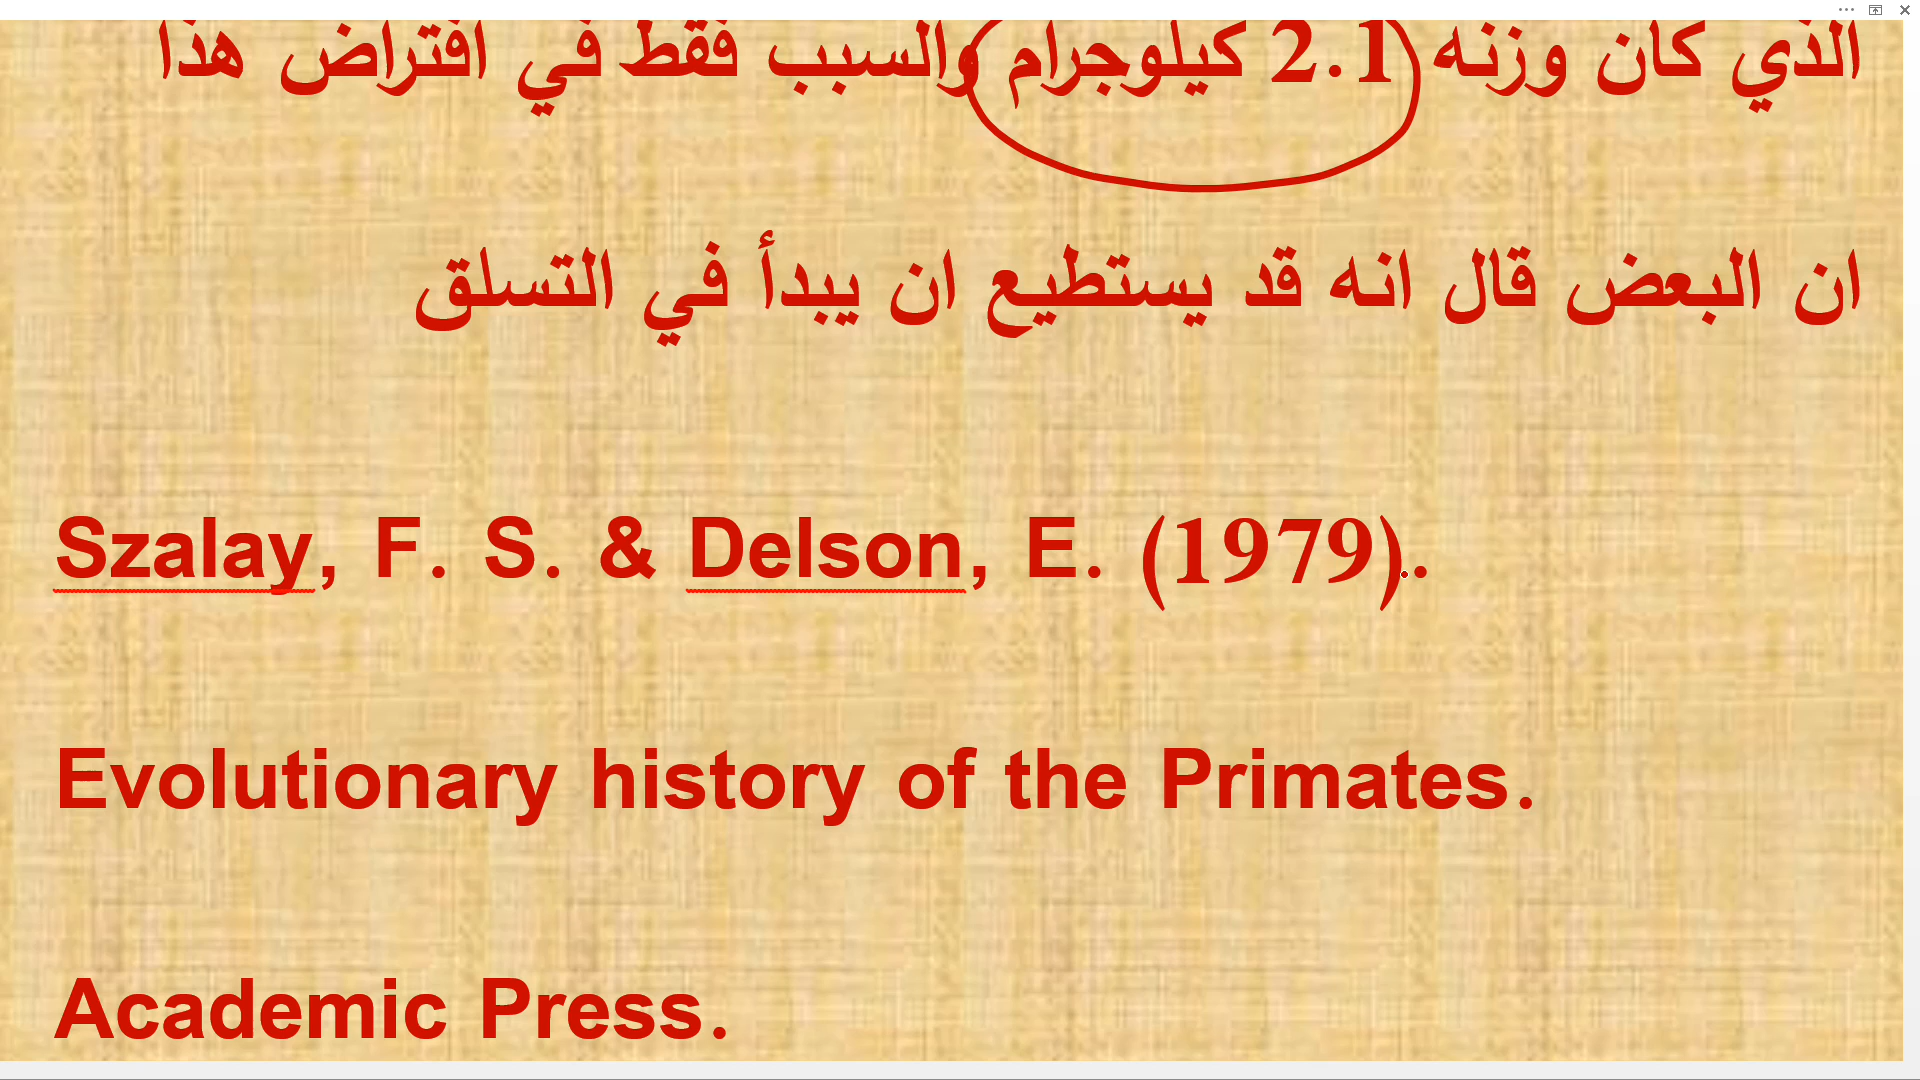 الذي كان وزنه 2.1 كيلوجرام والسبب فقط في افتراض هذا
ان البعض قال انه قد يستطيع ان يبدأ في التسلق
Szalay, F. S. & Delson, E. (1979).
Evolutionary history of the Primates.
Academic Press.